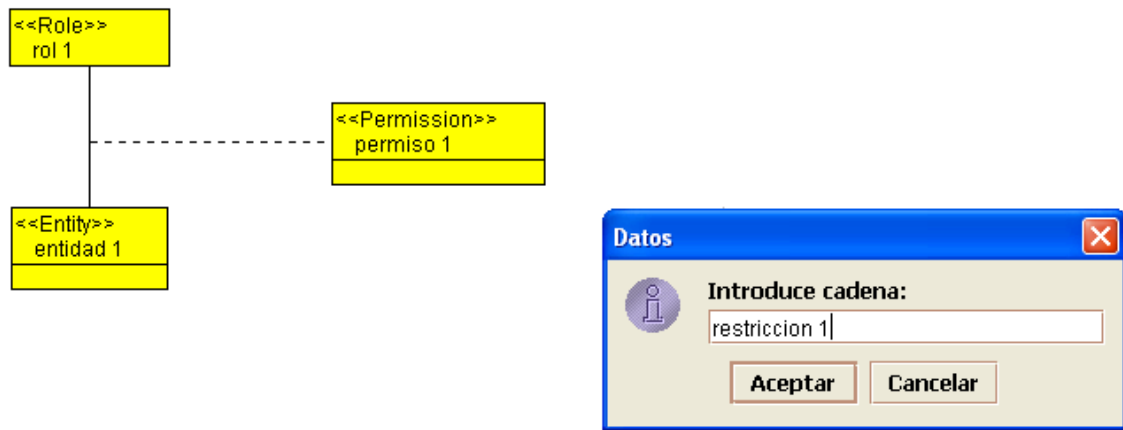 <<Role>>
rol 1
<<Permission>>
permiso 1
<<Entity>>
entidad 1
Datos
Introduce cadena:
restriccion 1
Aceptar Cancelar